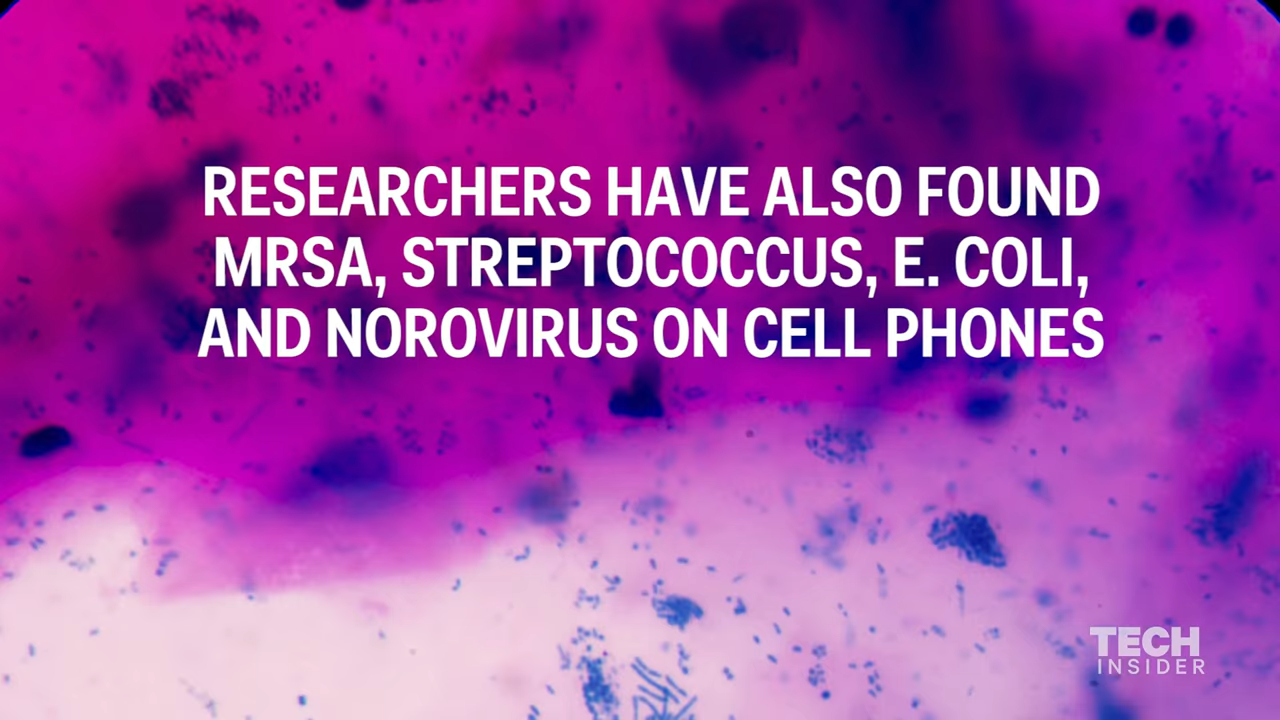 RESEARCHERS HAVE ALSO FOUND
MRSA, STREPTOCOCCUS, E. COLI,
AND NOROVIRUS ON CELL PHONES
TECH
INSIDER